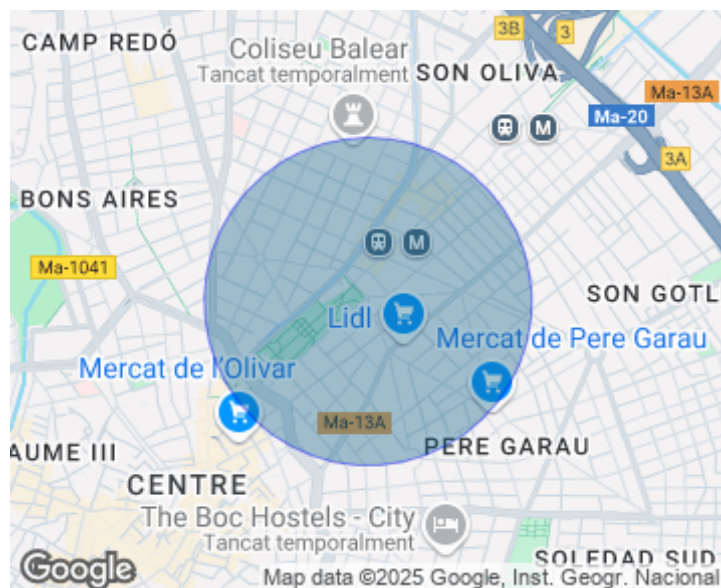 CAMP REDÓ
Coliseu Balear
Tancat temporalment
3B
3
SON OLIVA
Ma-13A
Ma-20
M
3A
BONS AIRES
M
Ma-1041
SON GOTL
Lidl
Mercat de Pere Garau
Mercat de l'Olivar
Ma-13A
AUME III
PERE GARAU
CENTRE
The Boc Hostels - City
Tancat temporalment
SOLEDAD SUD
Google
Map data ©2025 Google, Inst. Geogr. Nacional